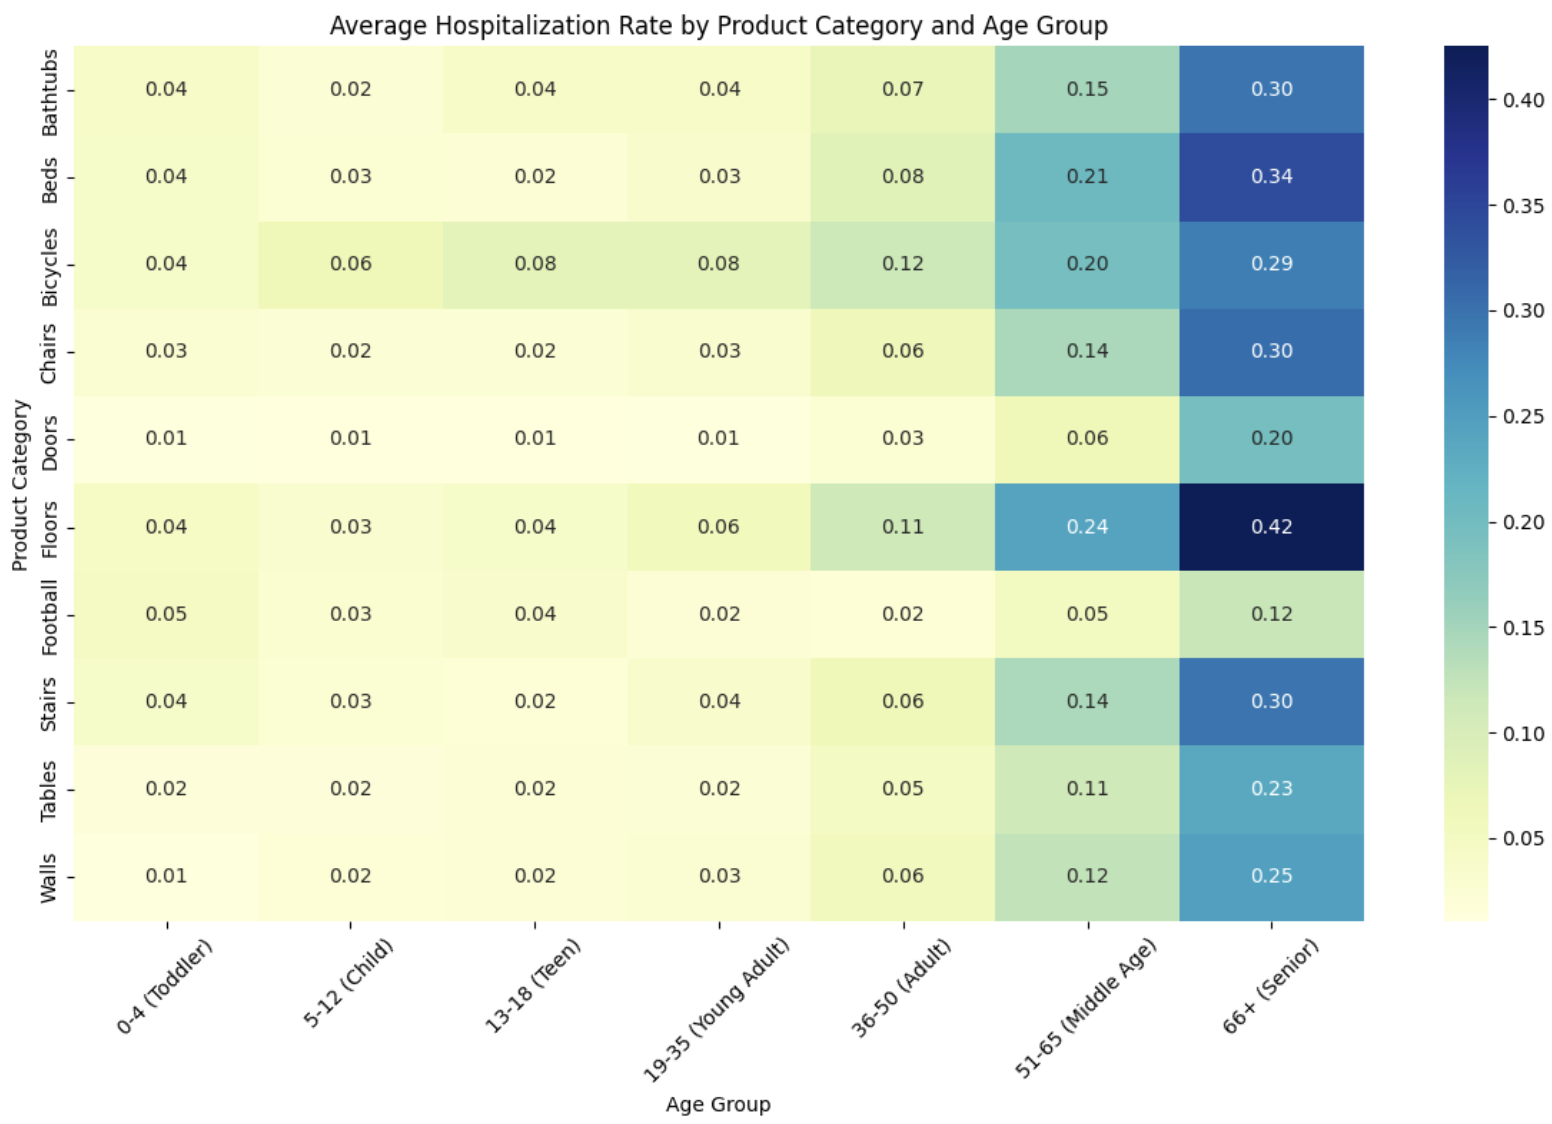 Average Hospitalization Rate by Product Category and Age Group
Product Category
Bathtubs 0.04 0.02 0.04 0.04 0.07 0.15 0.30
Beds 0.04 0.03 0.02 0.03 0.08 0.21 0.34
Bicycles 0.04 0.06 0.08 0.08 0.12 0.20 0.29
Chairs 0.03 0.02 0.02 0.03 0.06 0.14 0.30
Doors 0.01 0.01 0.01 0.01 0.03 0.06 0.20
Floors 0.04 0.03 0.04 0.06 0.11 0.24 0.42
Football 0.05 0.03 0.04 0.02 0.02 0.05 0.12
Stairs 0.04 0.03 0.02 0.04 0.06 0.14 0.30
Tables 0.02 0.02 0.02 0.02 0.05 0.11 0.23
Walls 0.01 0.02 0.02 0.03 0.06 0.12 0.25
0-4 (Toddler) 5-12 (Child) 13-18 (Teen) 19-35 (Young Adult) 36-50 (Adult) 51-65 (Middle Age) 66+ (Senior)
Age Group
0.40
0.35
0.30
0.25
0.20
0.15
0.10
0.05